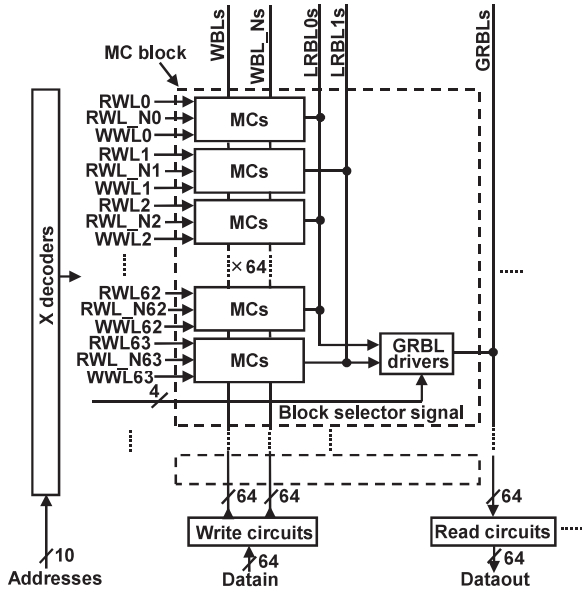 WBLs
WBL_Ns
LRBL0s
LRBL1s
GRBLs
MC block
RWL0
RWL_N0
WWL0
MCs
RWL1
RWL_N1
WWL1
MCs
RWL2
RWL_N2
WWL2
MCs
× 64
X decoders
RWL62
RWL_N62
WWL62
MCs
RWL63
RWL_N63
WWL63
MCs
GRBL
drivers
4
Block selector signal
64
64
64
Write circuits
Read circuits
10
64
64
Addresses
Datain
Dataout